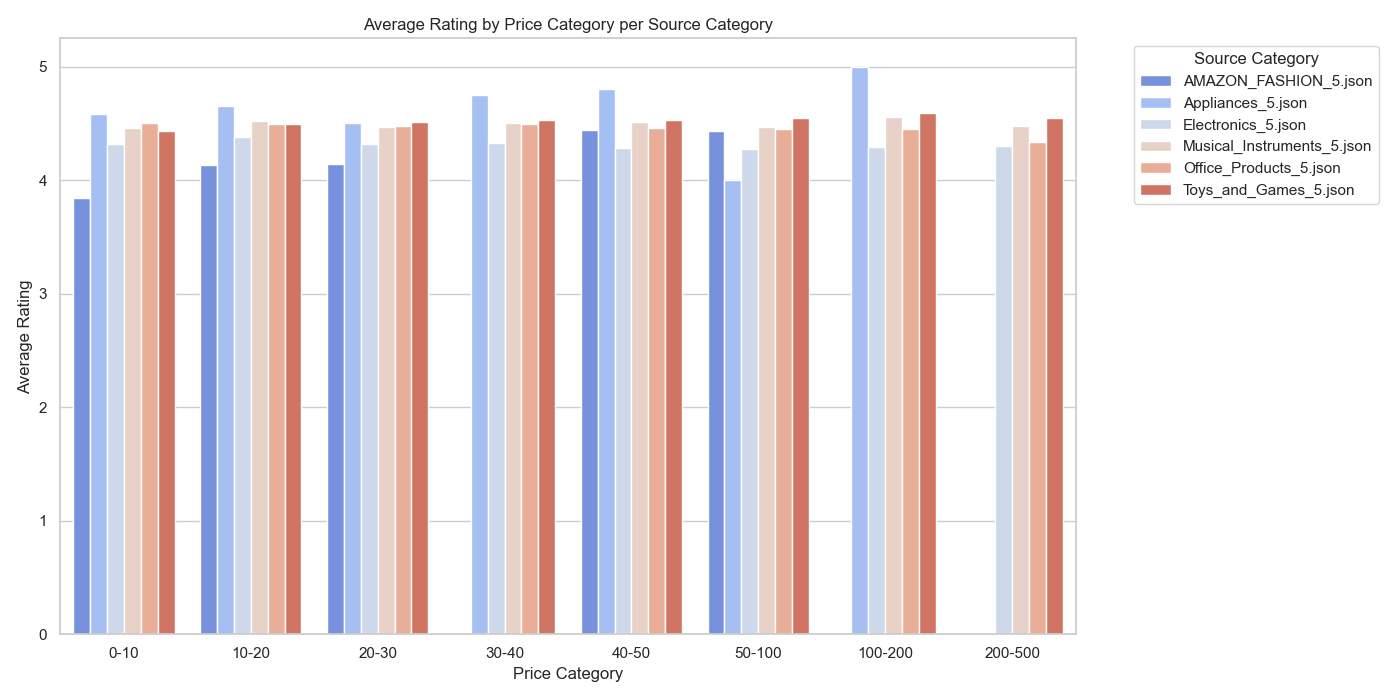 Average Rating by Price Category per Source Category
Source Category
AMAZON_FASHION_5.json
Appliances_5.json
Electronics_5.json
Musical_Instruments_5.json
Office_Products_5.json
Toys_and_Games_5.json
Average Rating
5
4
3
2
1
0
0-10 10-20 20-30 30-40 40-50 50-100 100-200 200-500
Price Category